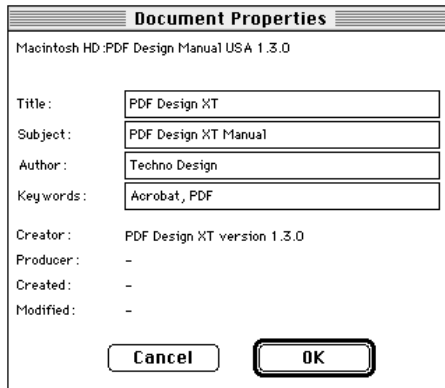 Document Properties
Macintosh HD:PDF Design Manual USA 1.3.0
Title: PDF Design XT
Subject: PDF Design XT Manual
Author: Techno Design
Keywords: Acrobat, PDF
Creator: PDF Design XT version 1.3.0
Producer: -
Created: -
Modified: -
Cancel OK